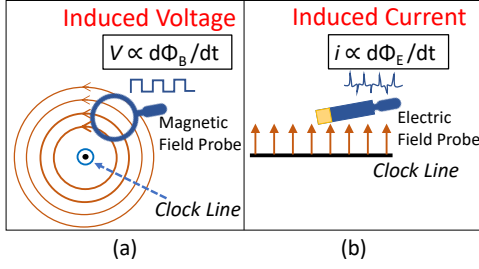 Induced Voltage
V ∝ dΦB/dt
Magnetic
Field Probe
Clock Line
(a)
Induced Current
i ∝ dΦE/dt
Electric
Field Probe
Clock Line
(b)